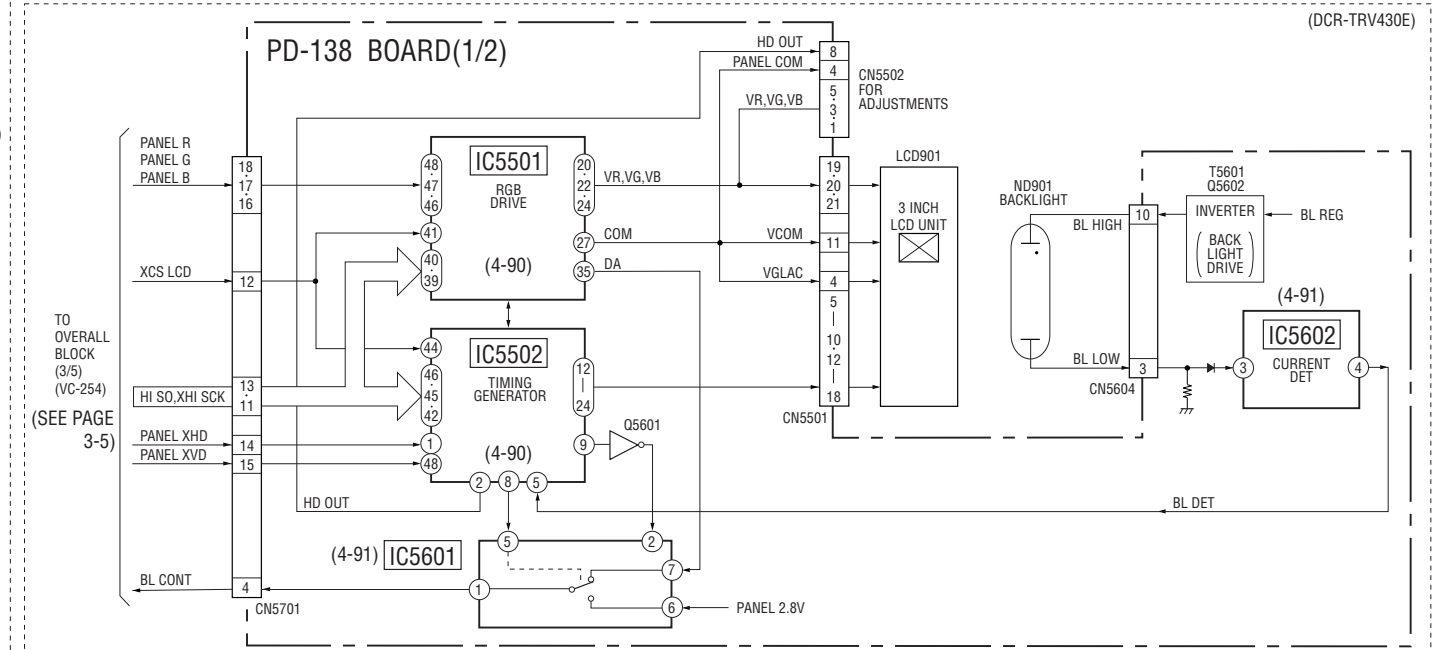 (DCR-TRV430E)
PD-138 BOARD(1/2)
HD OUT
PANEL COM
VR,VG,VB
8
4
5
3
1
CN5502
FOR
ADJUSTMENTS
PANEL R
PANEL G
PANEL B
18
17
16
48
47
46
IC5501
RGB
DRIVE
(4-90)
20
22
24
VR,VG,VB
41
40
39
27
COM
35
DA
19
20
21
VCOM
11
VGLAC
4
5
10
12
18
CN5501
LCD901
3 INCH
LCD UNIT
ND901
BACKLIGHT
BL HIGH
10
BL LOW
3
CN5604
T5601
Q5602
INVERTER
BACK
LIGHT
DRIVE
BL REG
(4-91)
IC5602
CURRENT
DET
3
4
XCS LCD
12
TO
OVERALL
BLOCK
(3/5)
(VC-254)
(SEE PAGE
3-5)
HI SO,XHI SCK
13
11
PANEL XHD
14
PANEL XVD
15
44
46
45
42
1
48
IC5502
TIMING
GENERATOR
(4-90)
12
24
9
Q5601
2
8
5
HD OUT
BL DET
(4-91)
IC5601
5
2
1
7
6
PANEL 2.8V
BL CONT
4
CN5701